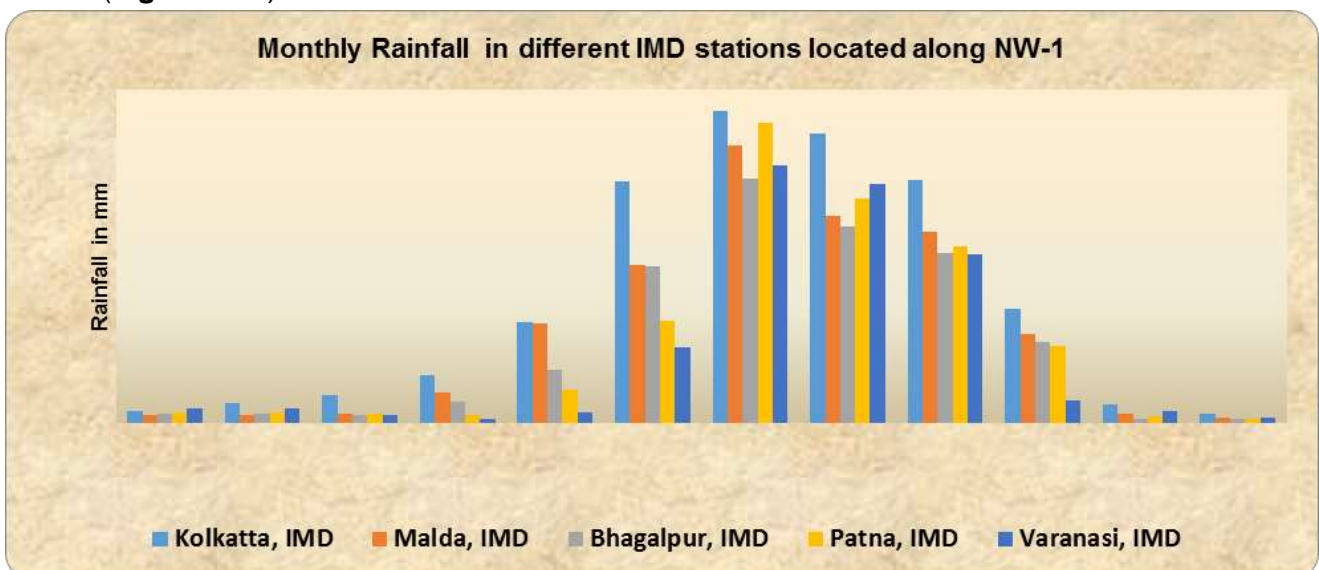 Monthly Rainfall in different IMD stations located along NW-1
Rainfall in mm
Kolkatta, IMD Malda, IMD Bhagalpur, IMD Patna, IMD Varanasi, IMD